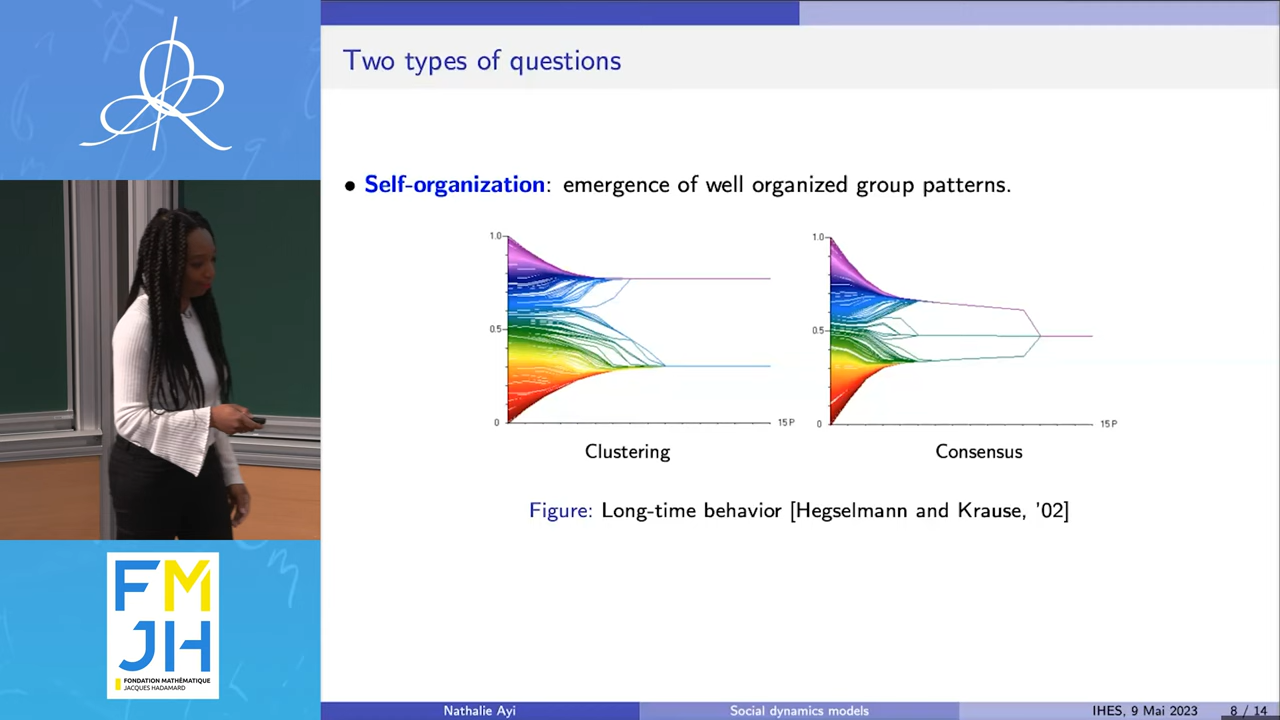 Two types of questions
• Self-organization: emergence of well organized group patterns.
1.0
0.5
0
15P
Clustering
1.0
0.5
0
15P
Consensus
Figure: Long-time behavior [Hegselmann and Krause, '02]
FM
JH
FONDATION MATHÉMATIQUE
JACQUES HADAMARD
Nathalie Ayi
Social dynamics models
IHES, 9 Mai 2023
8 / 14